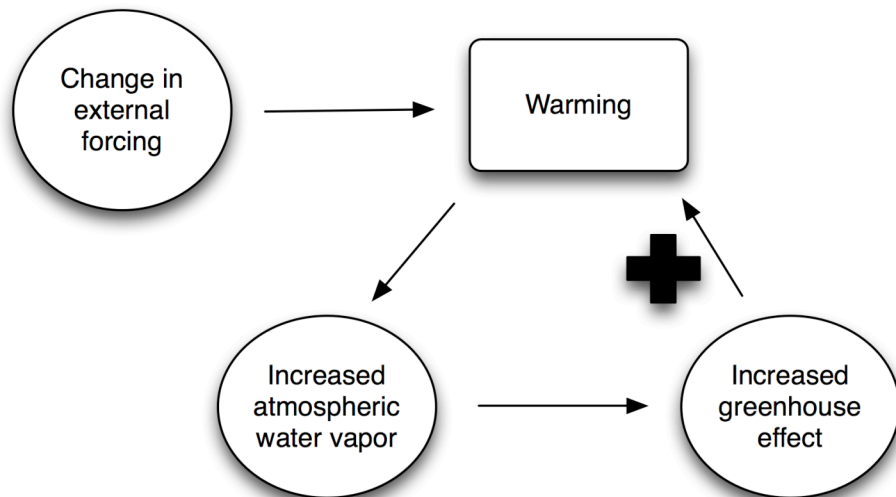 Change in
external
forcing
Warming
Increased
atmospheric
water vapor
Increased
greenhouse
effect